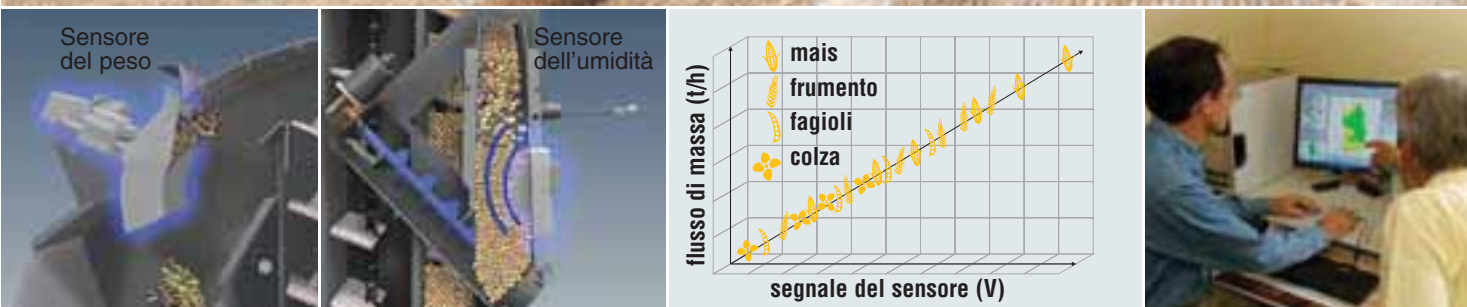 Sensore
del peso
Sensore
dell'umidità
flusso di massa (t/h)
mais
frumento
fagioli
colza
segnale del sensore (V)